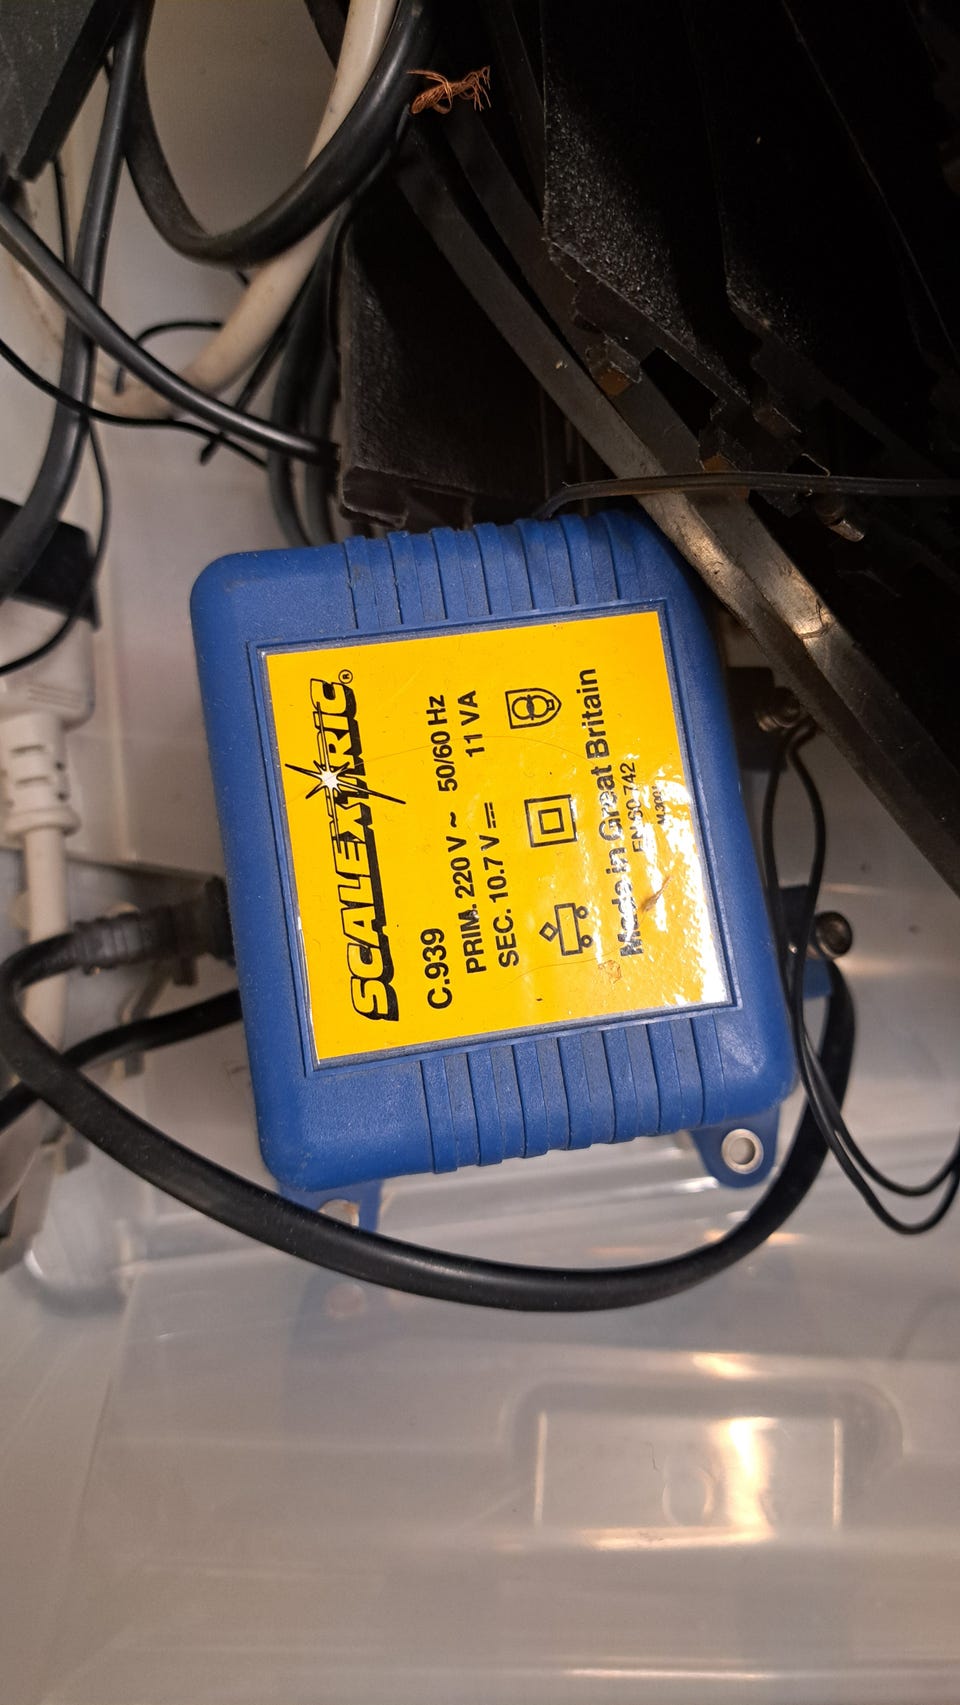 SCALEXTRIC®
C.939
PRIM. 220 V ~ 50/60 Hz
SEC. 10.7 V ⎓ 11 VA
Made in Great Britain
EN 60 742